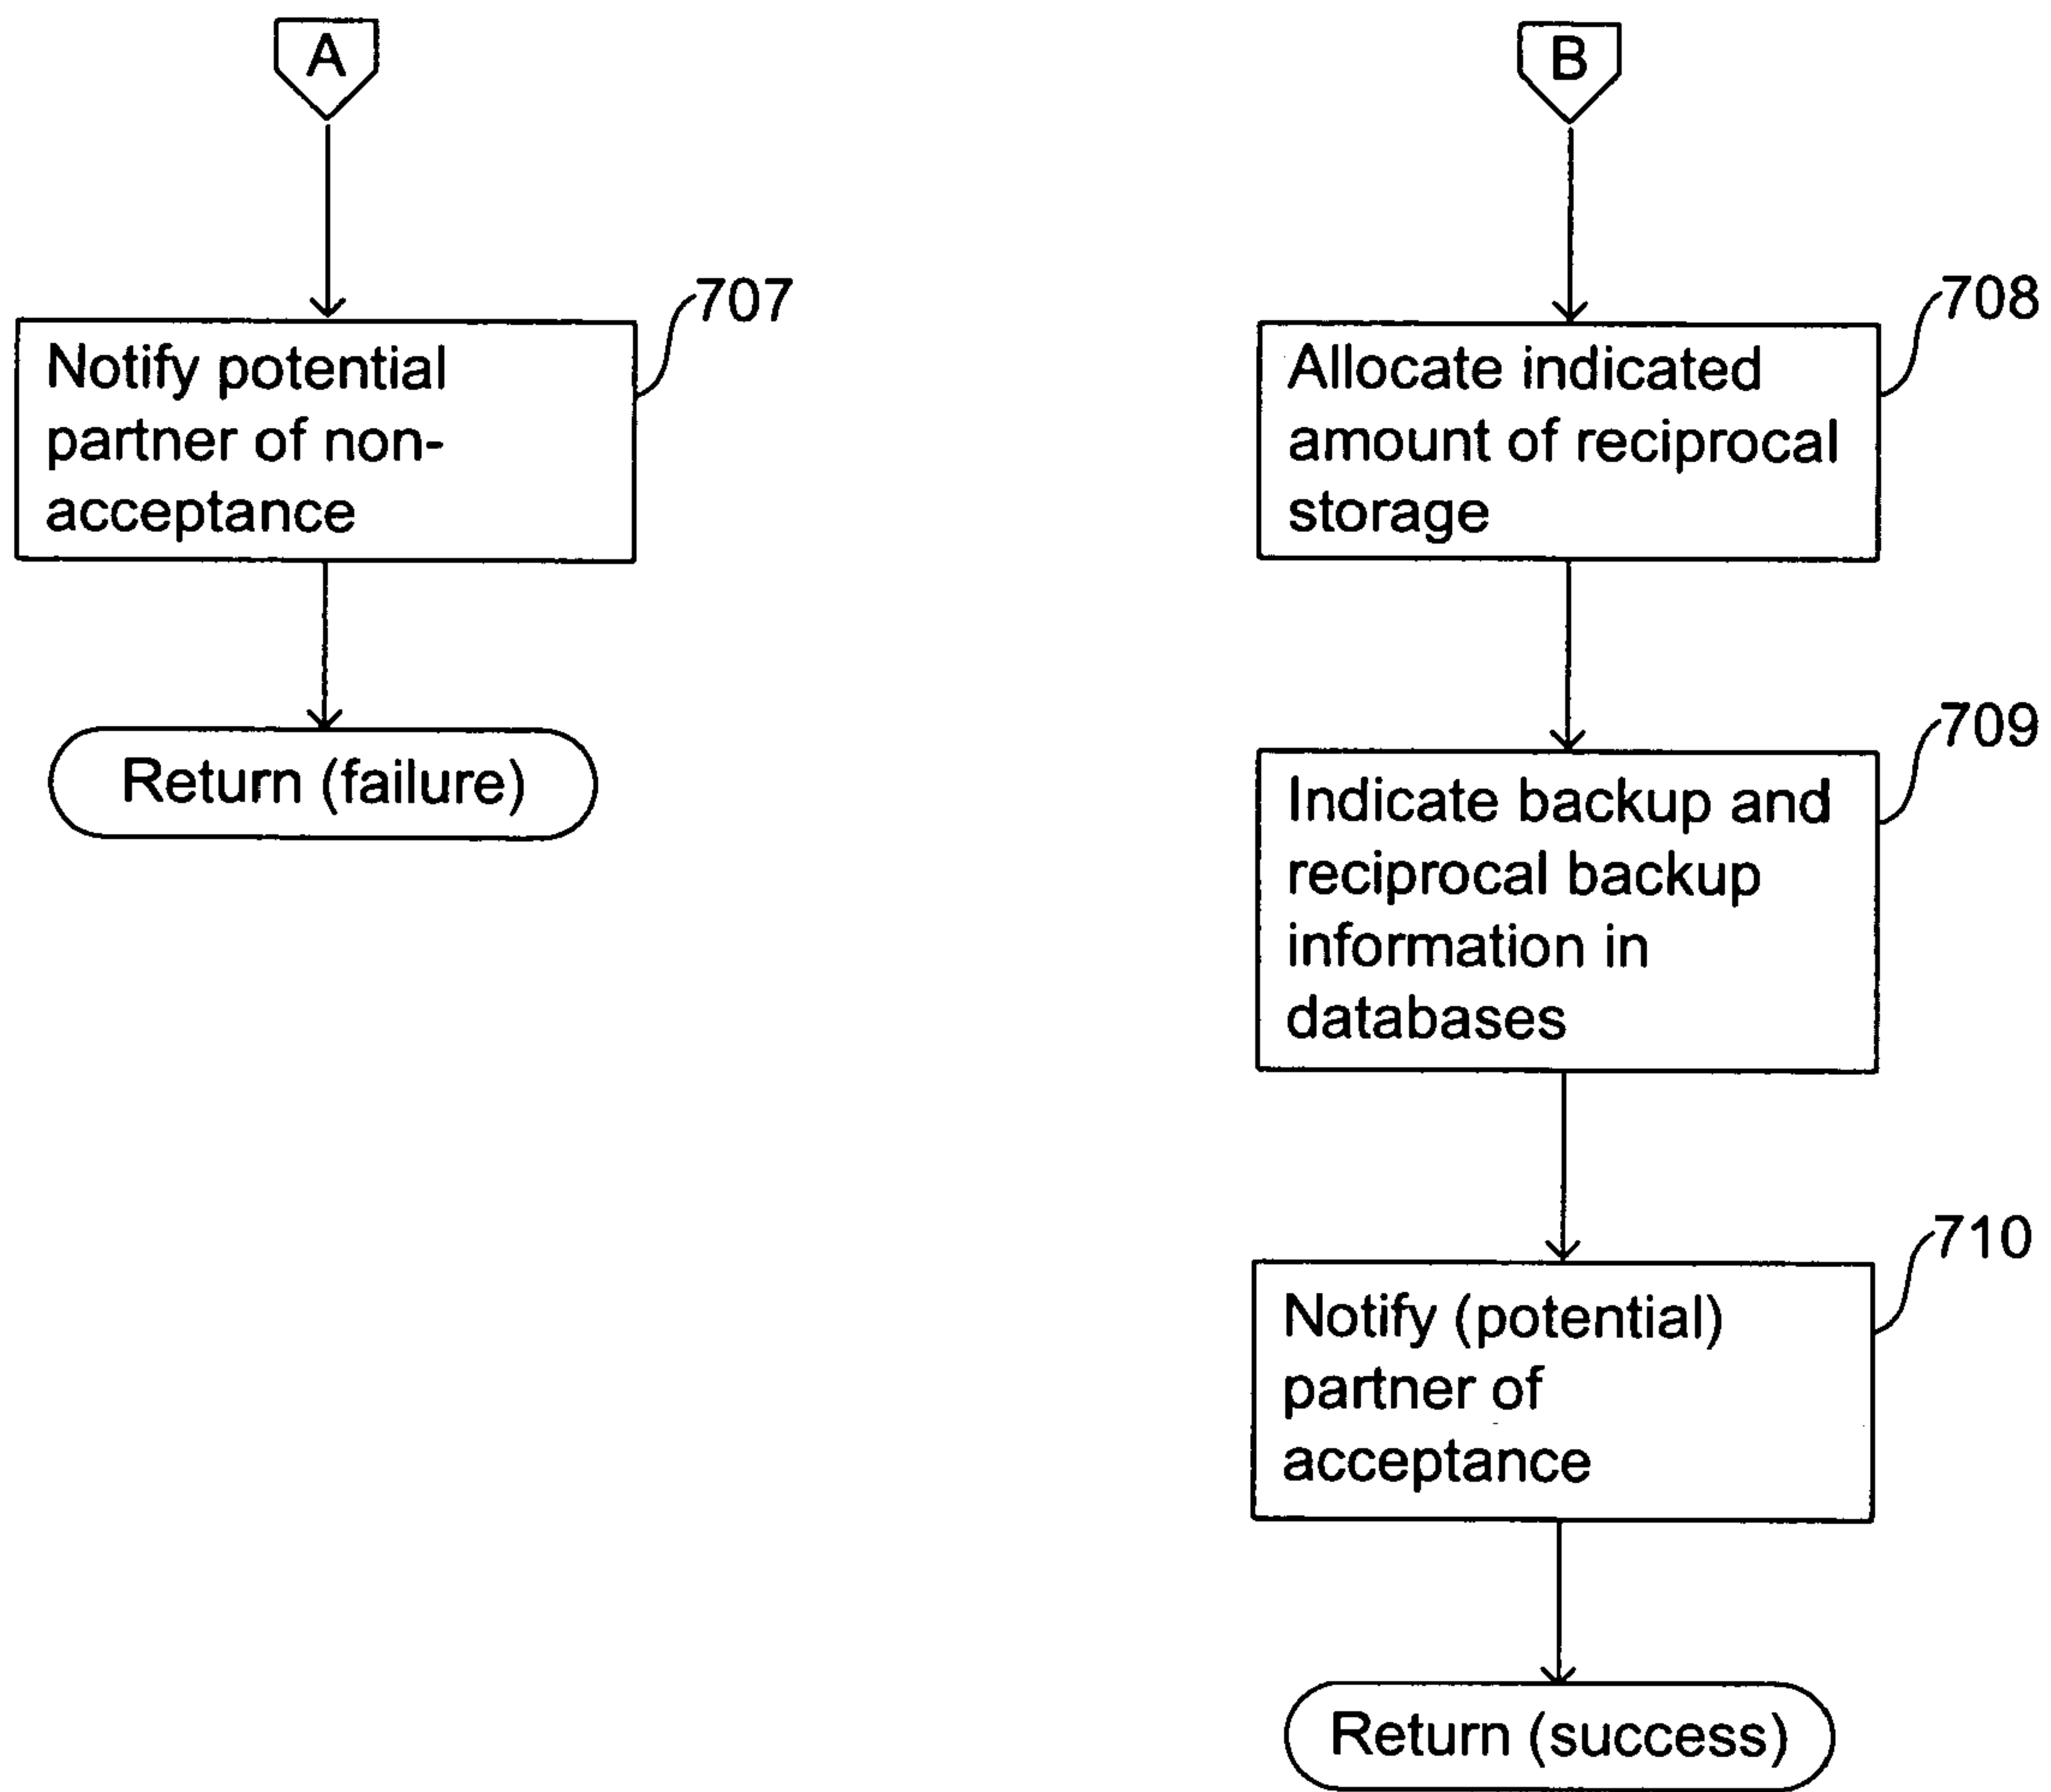 A
707
Notify potential
partner of non-
acceptance
Return (failure)
B
708
Allocate indicated
amount of reciprocal
storage
709
Indicate backup and
reciprocal backup
information in
databases
710
Notify (potential)
partner of
acceptance
Return (success)